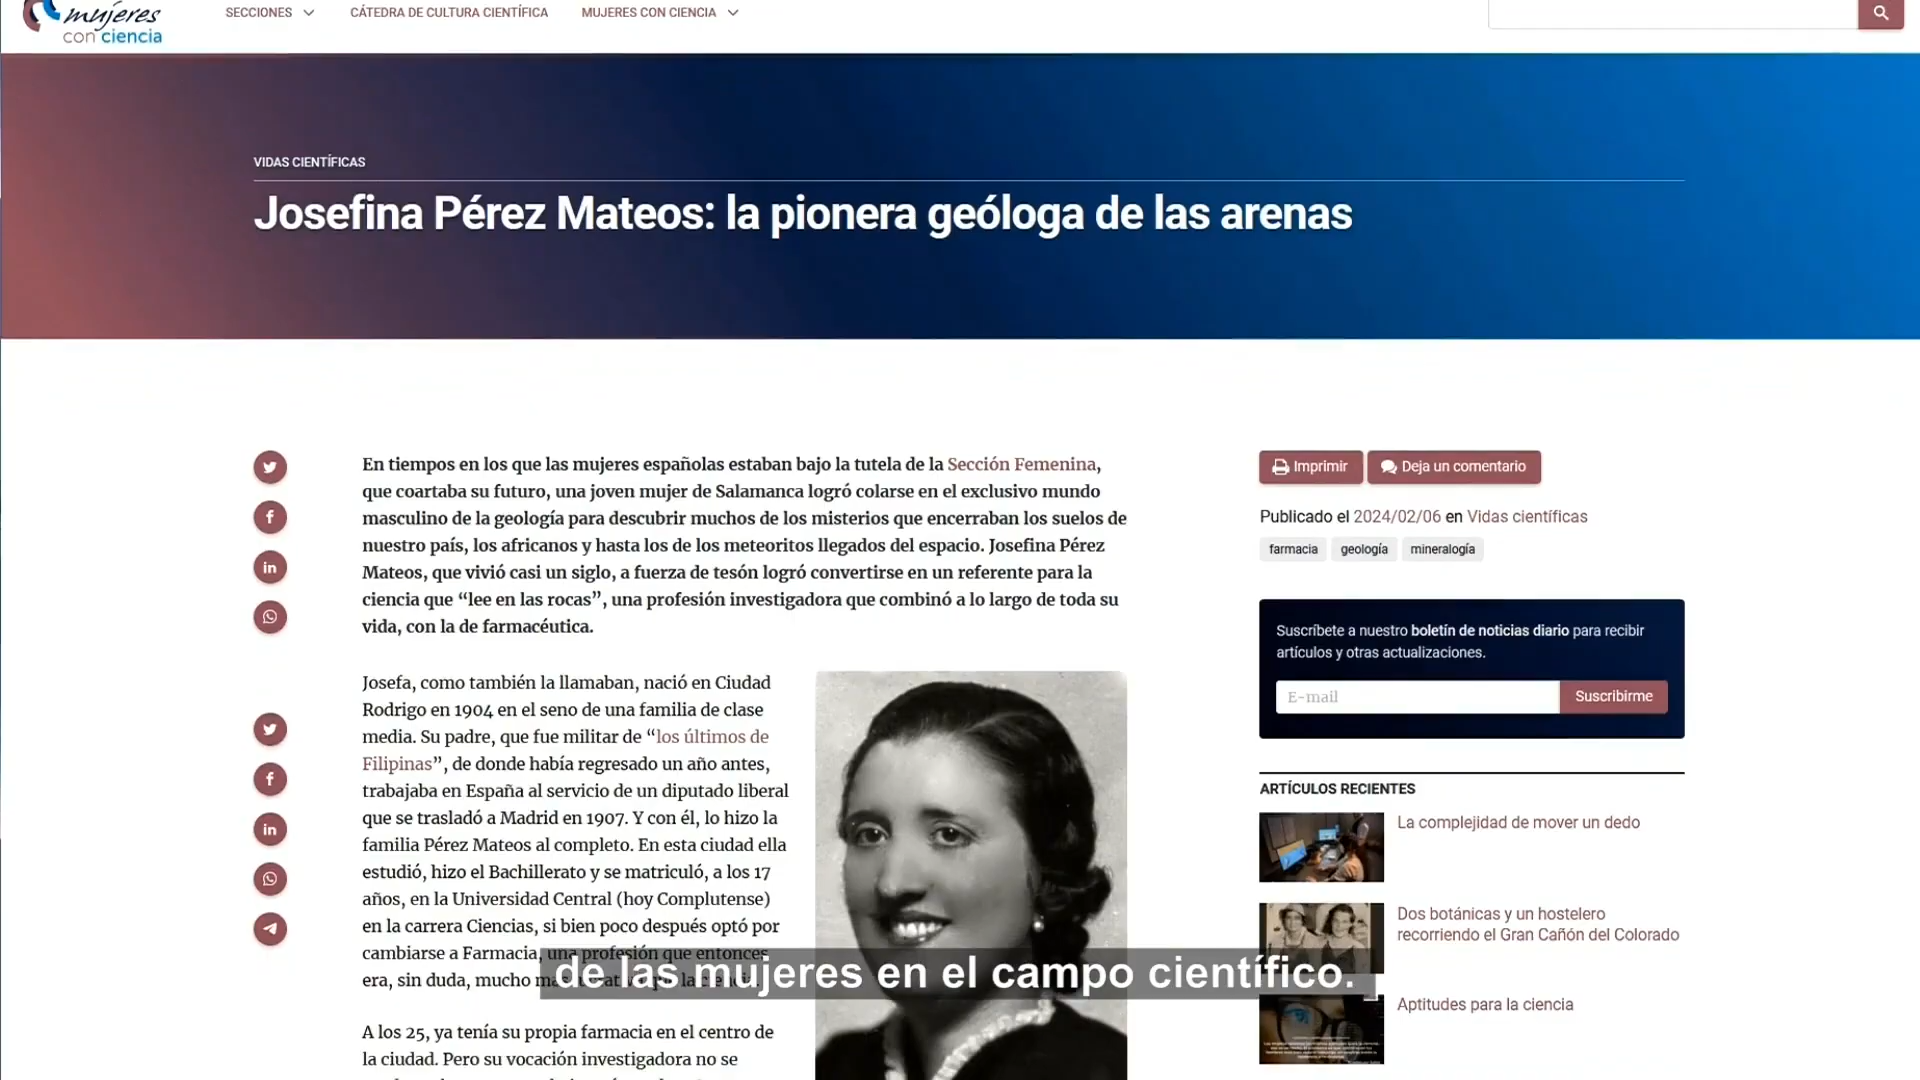 mujeres
con ciencia
SECCIONES
CÁTEDRA DE CULTURA CIENTÍFICA
MUJERES CON CIENCIA
VIDAS CIENTÍFICAS
Josefina Pérez Mateos: la pionera geóloga de las arenas
En tiempos en los que las mujeres españolas estaban bajo la tutela de la Sección Femenina,
que coartaba su futuro, una joven mujer de Salamanca logró colarse en el exclusivo mundo
masculino de la geología para descubrir muchos de los misterios que encerraban los suelos de
nuestro país, los africanos y hasta los de los meteoritos llegados del espacio. Josefina Pérez
Mateos, que vivió casi un siglo, a fuerza de tesón logró convertirse en un referente para la
ciencia que “lee en las rocas”, una profesión investigadora que combinó a lo largo de toda su
vida, con la de farmacéutica.
Josefa, como también la llamaban, nació en Ciudad
Rodrigo en 1904 en el seno de una familia de clase
media. Su padre, que fue militar de “los últimos de
Filipinas”, de donde había regresado un año antes,
trabajaba en España al servicio de un diputado liberal
que se trasladó a Madrid en 1907. Y con él, lo hizo la
familia Pérez Mateos al completo. En esta ciudad ella
estudió, hizo el Bachillerato y se matriculó, a los 17
años, en la Universidad Central (hoy Complutense)
en la carrera Ciencias, si bien poco después optó por
cambiarse a Farmacia, una profesión que entonces
era, sin duda, mucho
A los 25, ya tenía su propia farmacia en el centro de
la ciudad. Pero su vocación investigadora no se
Imprimir
Deja un comentario
Publicado el 2024/02/06 en Vidas científicas
farmacia geología mineralogía
Suscríbete a nuestro boletín de noticias diario para recibir
artículos y otras actualizaciones.
E-mail
Suscribirme
ARTÍCULOS RECIENTES
La complejidad de mover un dedo
Dos botánicas y un hostelero
recorriendo el Gran Cañón del Colorado
Aptitudes para la ciencia
de las mujeres en el campo científico.